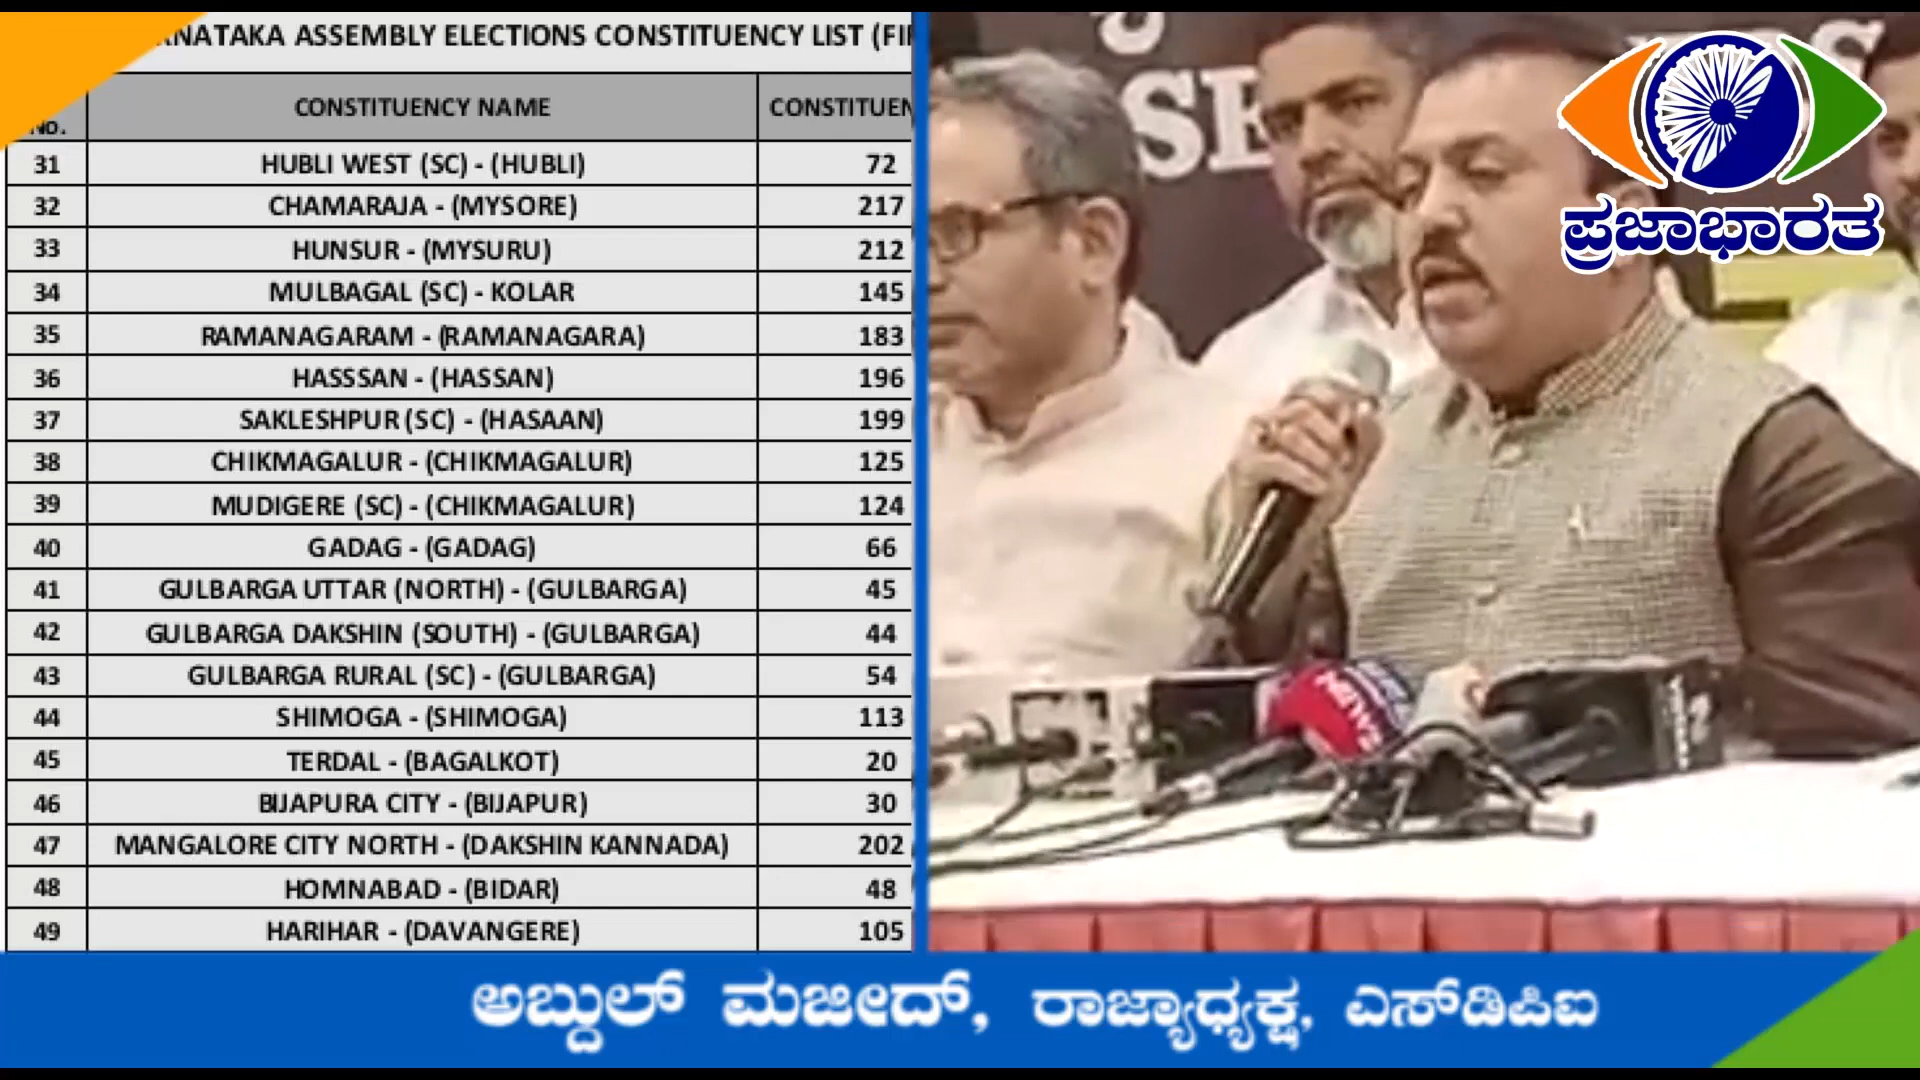 RNATAKA ASSEMBLY ELECTIONS CONSTITUENCY LIST (FI
No. CONSTITUENCY NAME CONSTITUEN
31 HUBLI WEST (SC) - (HUBLI) 72
32 CHAMARAJA - (MYSORE) 217
33 HUNSUR - (MYSURU) 212
34 MULBAGAL (SC) - KOLAR 145
35 RAMANAGARAM - (RAMANAGARA) 183
36 HASSSAN - (HASSAN) 196
37 SAKLESHPUR (SC) - (HASAAN) 199
38 CHIKMAGALUR - (CHIKMAGALUR) 125
39 MUDIGERE (SC) - (CHIKMAGALUR) 124
40 GADAG - (GADAG) 66
41 GULBARGA UTTAR (NORTH) - (GULBARGA) 45
42 GULBARGA DAKSHIN (SOUTH) - (GULBARGA) 44
43 GULBARGA RURAL (SC) - (GULBARGA) 54
44 SHIMOGA - (SHIMOGA) 113
45 TERDAL - (BAGALKOT) 20
46 BIJAPURA CITY - (BIJAPUR) 30
47 MANGALORE CITY NORTH - (DAKSHIN KANNADA) 202
48 HOMNABAD - (BIDAR) 48
49 HARIHAR - (DAVANGERE) 105
SE
ಪ್ರಜಾಭಾರತ
NEWS
ಅಬ್ದುಲ್ ಮಜೀದ್, ರಾಜ್ಯಾಧ್ಯಕ್ಷ, ಎಸ್‌ಡಿಪಿಐ